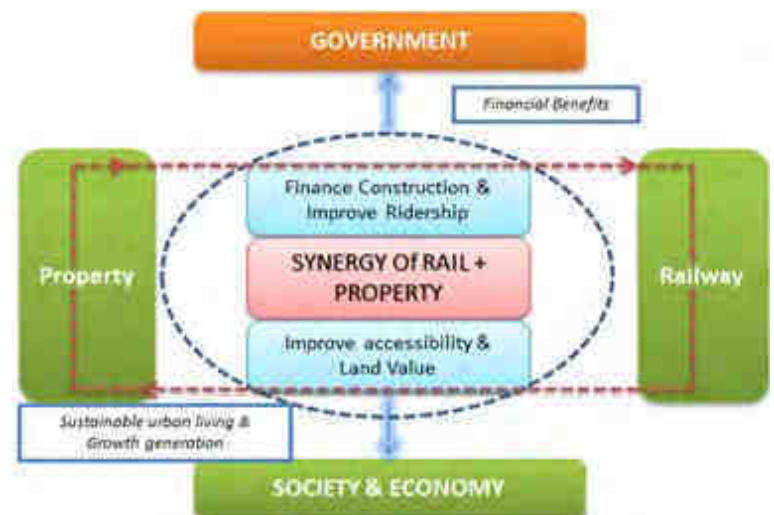 GOVERNMENT
Financial Benefits
Finance Construction &
Improve Ridership
Property
SYNERGY Of RAIL +
PROPERTY
Railway
Improve accessibility &
Land Value
Sustainable urban living &
Growth generation
SOCIETY & ECONOMY